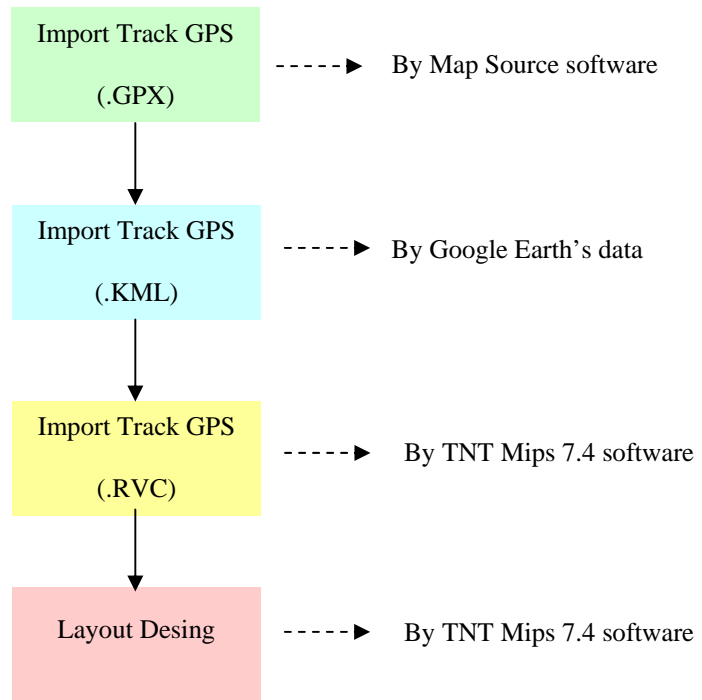 Import Track GPS
(.GPX)
By Map Source software
Import Track GPS
(.KML)
By Google Earth's data
Import Track GPS
(.RVC)
By TNT Mips 7.4 software
Layout Desing
By TNT Mips 7.4 software